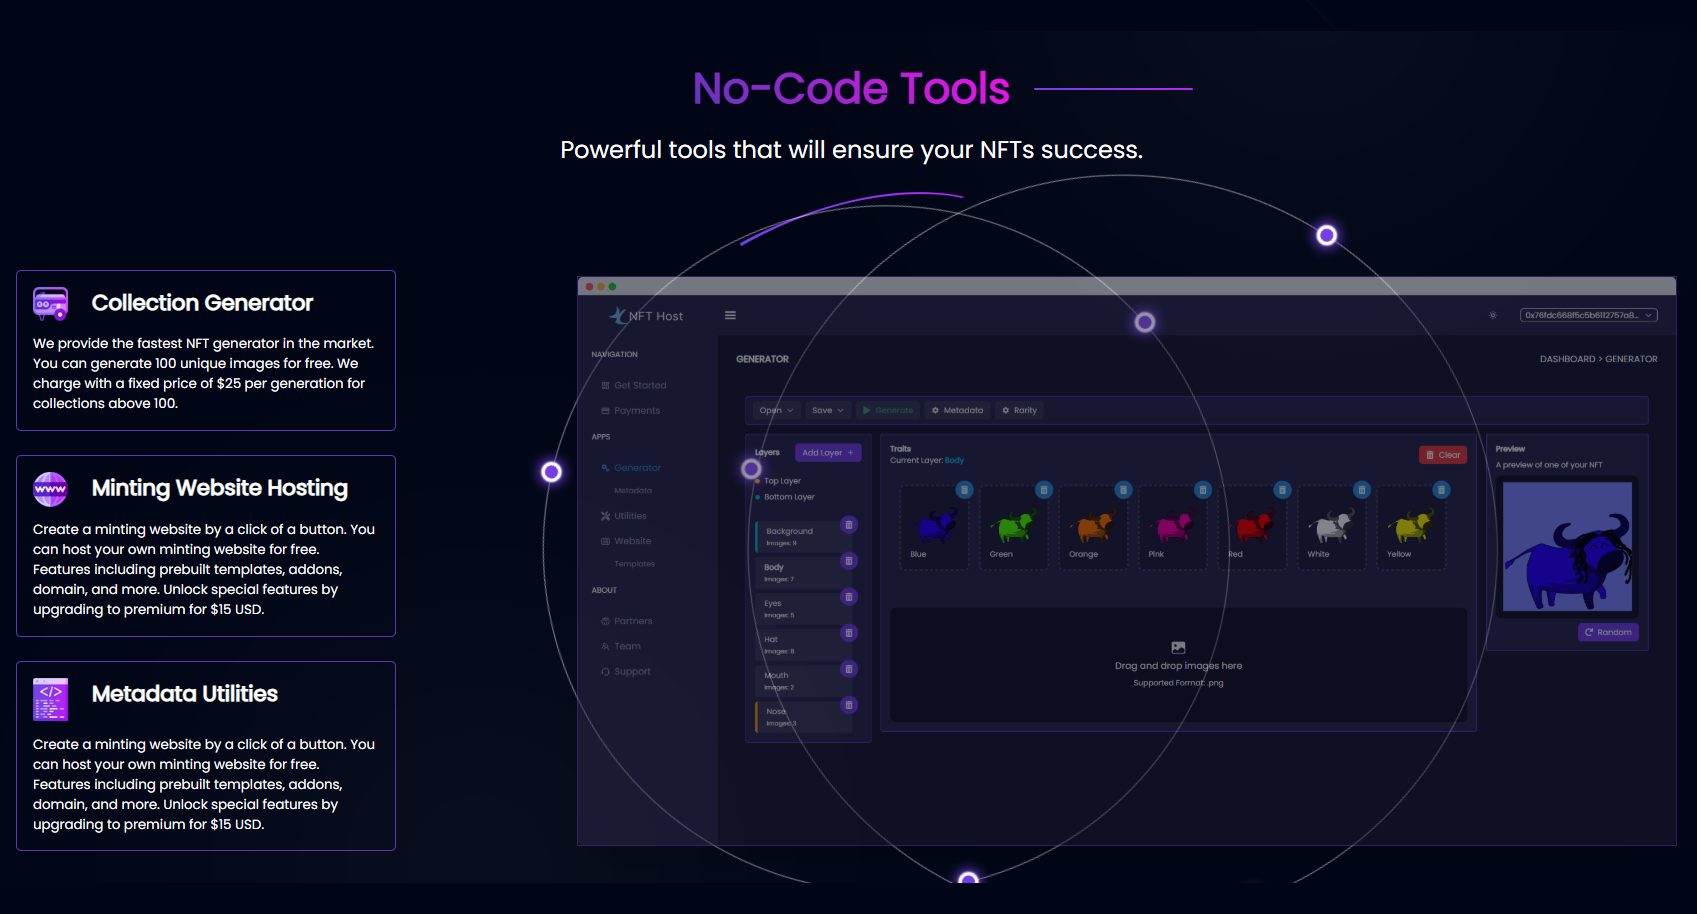 No-Code Tools
Powerful tools that will ensure your NFTs success.
Collection Generator
We provide the fastest NFT generator in the market.
You can generate 100 unique images for free. We
charge with a fixed price of $25 per generation for
collections above 100.
Minting Website Hosting
Create a minting website by a click of a button. You
can host your own minting website for free.
Features including prebuilt templates, addons,
domain, and more. Unlock special features by
upgrading to premium for $15 USD.
Metadata Utilities
Create a minting website by a click of a button. You
can host your own minting website for free.
Features including prebuilt templates, addons,
domain, and more. Unlock special features by
upgrading to premium for $15 USD.
NFT Host
0x76fdc668f5c5b6112757a8...
NAVIGATION
Get Started
Payments
APPS
Generator
Metadata
Utilities
Website
Templates
ABOUT
Partners
Team
Support
GENERATOR
DASHBOARD > GENERATOR
Open
Save
Generate
Metadata
Rarity
Layers
Add Layer +
Top Layer
Bottom Layer
Background
Images: 9
Body
Images: 7
Eyes
Images: 5
Hat
Images: 8
Mouth
Images: 2
Nose
Images: 3
Traits
Current Layer: Body
Clear
Blue
Green
Orange
Pink
Red
White
Yellow
Drag and drop images here
Supported Format: .png
Preview
A preview of one of your NFT
Random
WWW